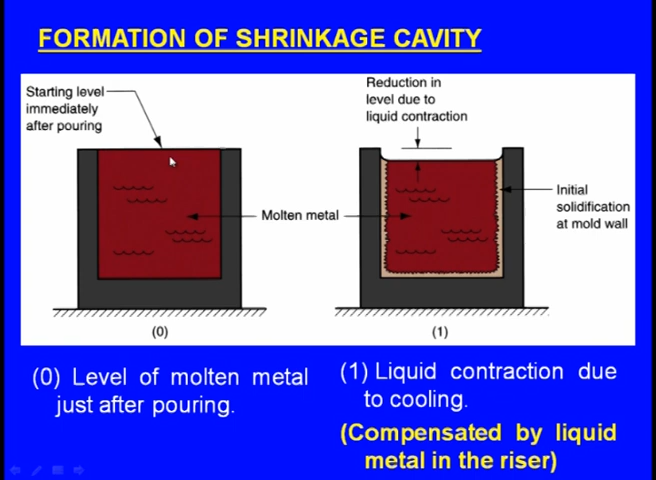 FORMATION OF SHRINKAGE CAVITY
Starting level
immediately
after pouring
Reduction in
level due to
liquid contraction
Molten metal
Initial
solidification
at mold wall
(0)
(1)
(0) Level of molten metal
just after pouring.
(1) Liquid contraction due
to cooling.
(Compensated by liquid
metal in the riser)